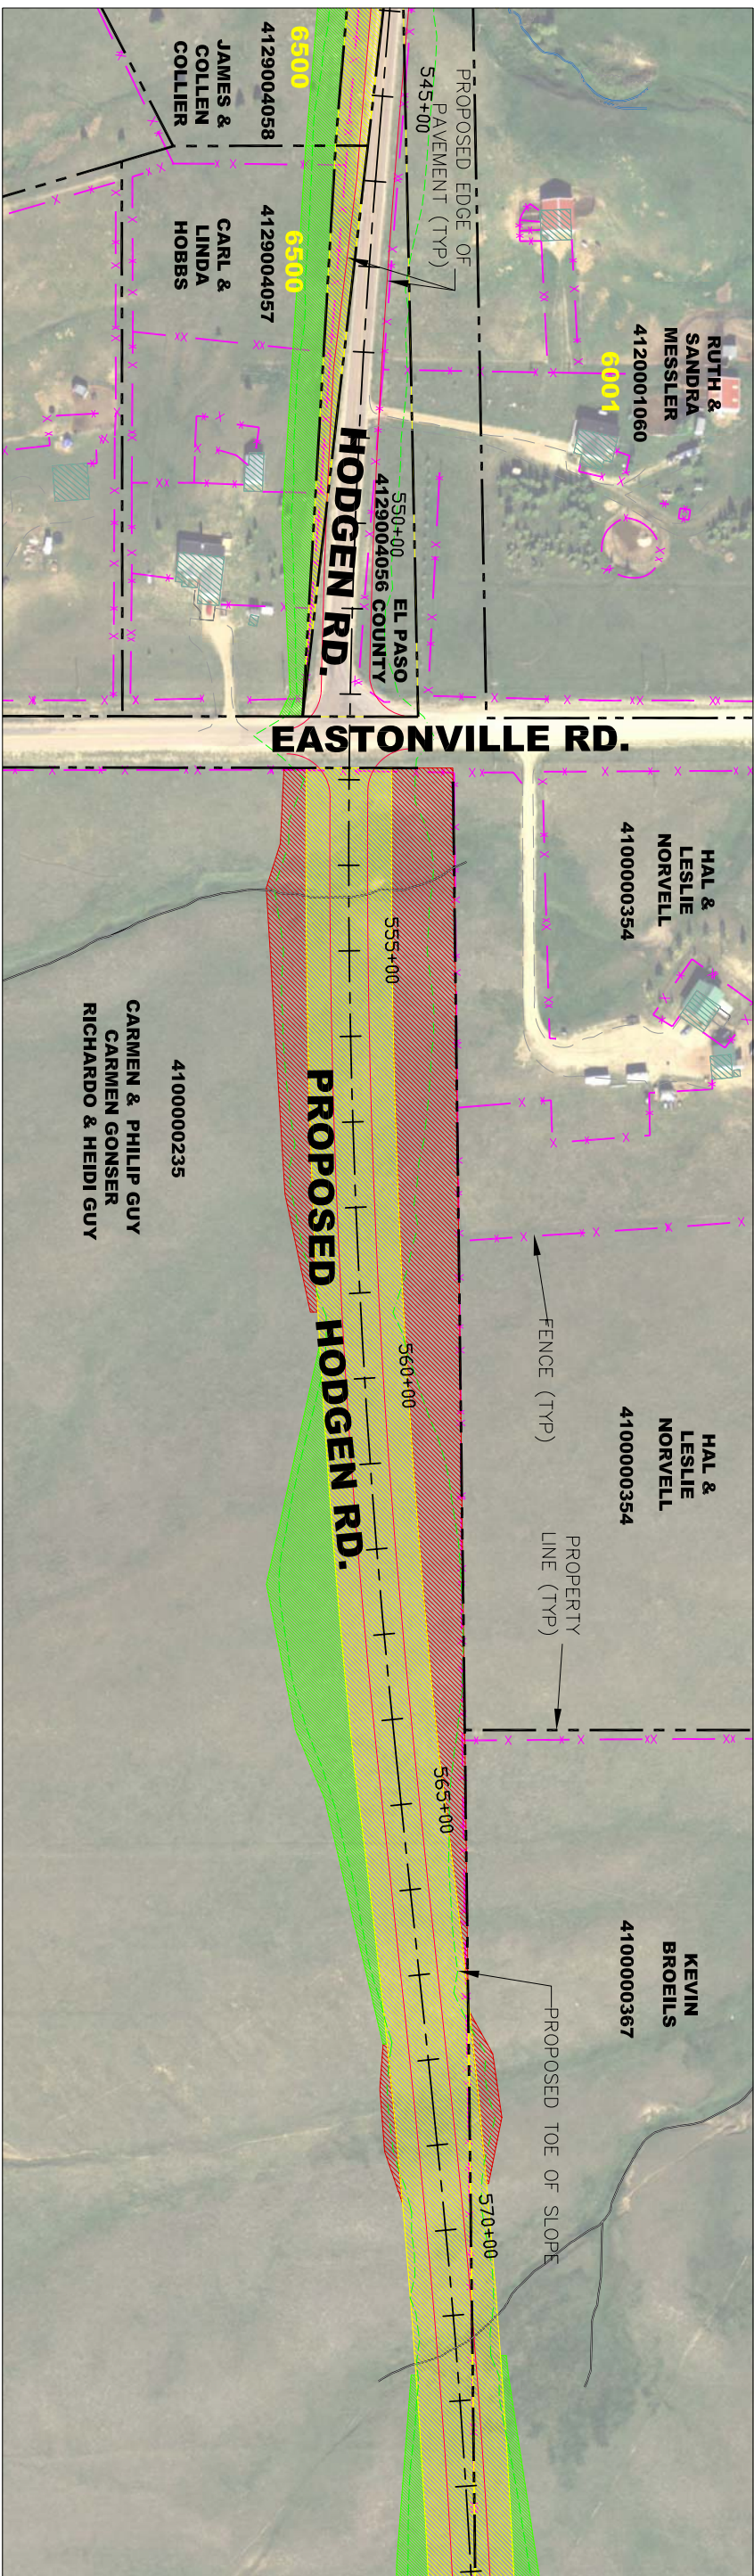 6500
4129004058
JAMES &
COLLEN
COLLIER
PROPOSED EDGE OF
PAVEMENT (TYP)
545+00
6500
4129004057
CARL &
LINDA
HOBBS
RUTH &
SANDRA
MESSLER
4120001060
6001
HODGEN RD.
550+00
EL PASO
4129004056 COUNTY
EASTONVILLE RD.
HAL &
LESLIE
NORVELL
4100000354
555+00
4100000235
CARMEN & PHILIP GUY
CARMEN GONSER
RICHARDO & HEIDI GUY
PROPOSED HODGEN RD.
FENCE (TYP)
560+00
HAL &
LESLIE
NORVELL
4100000354
PROPERTY
LINE (TYP)
565+00
KEVIN
BROEILS
4100000367
PROPOSED TOE OF SLOPE
570+00